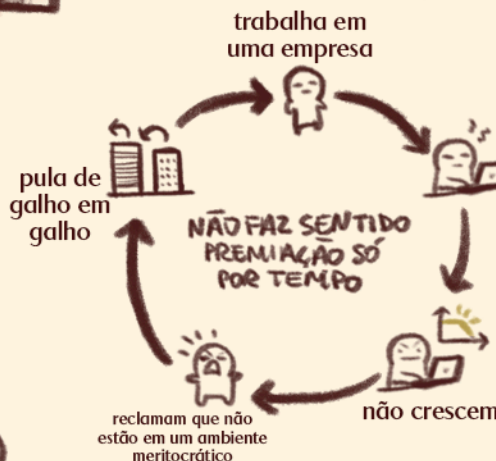 trabalha em
uma empresa
pula de
galho em
galho
NÃO FAZ SENTIDO
PREMIAÇÃO SÓ
POR TEMPO
não crescem
reclamam que não
estão em um ambiente
meritocrático